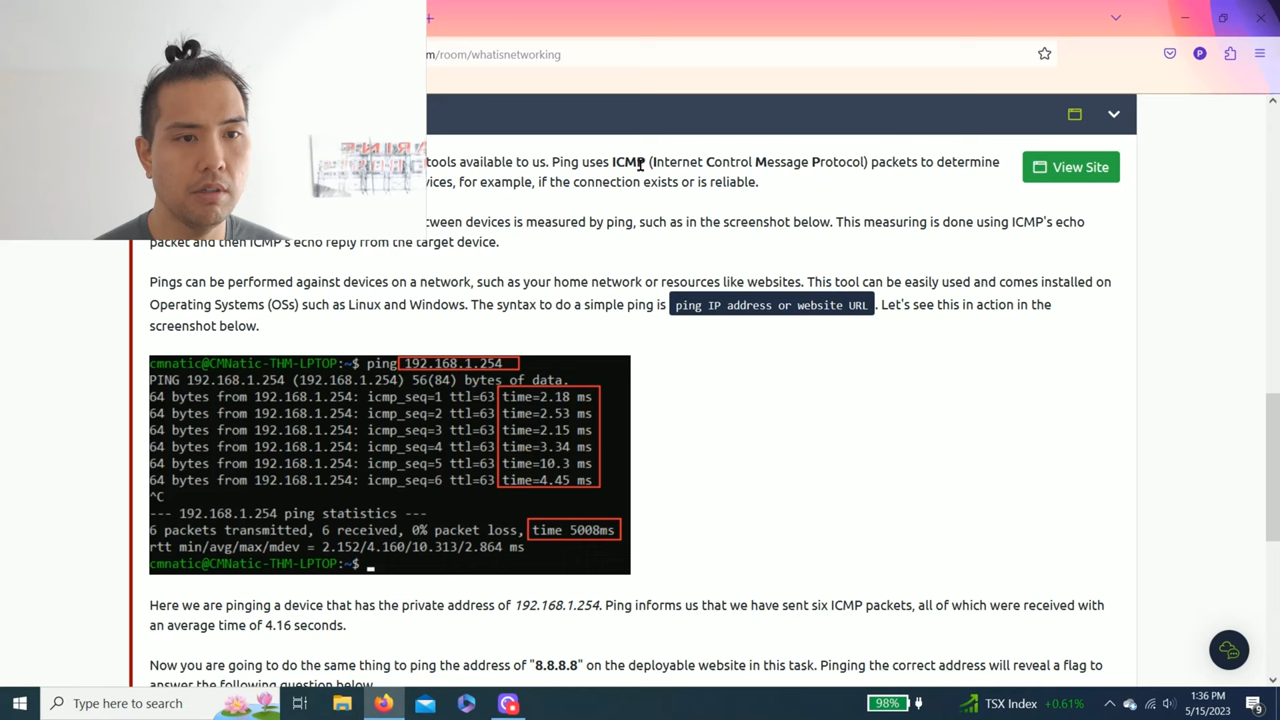 m/room/whatisnetworking
tools available to us. Ping uses ICMP (Internet Control Message Protocol) packets to determine
View Site
vices, for example, if the connection exists or is reliable.
tween devices is measured by ping, such as in the screenshot below. This measuring is done using ICMP's echo
packet and then ICMP's echo reply from the target device.
Pings can be performed against devices on a network, such as your home network or resources like websites. This tool can be easily used and comes installed on
Operating Systems (OSs) such as Linux and Windows. The syntax to do a simple ping is ping IP address or website URL . Let's see this in action in the
screenshot below.
cmnatic@CMNatic-THM-LPTOP:~$ ping 192.168.1.254
PING 192.168.1.254 (192.168.1.254) 56(84) bytes of data.
64 bytes from 192.168.1.254: icmp_seq=1 ttl=63 time=2.18 ms
64 bytes from 192.168.1.254: icmp_seq=2 ttl=63 time=2.53 ms
64 bytes from 192.168.1.254: icmp_seq=3 ttl=63 time=2.15 ms
64 bytes from 192.168.1.254: icmp_seq=4 ttl=63 time=3.34 ms
64 bytes from 192.168.1.254: icmp_seq=5 ttl=63 time=10.3 ms
64 bytes from 192.168.1.254: icmp_seq=6 ttl=63 time=4.45 ms
^C
--- 192.168.1.254 ping statistics ---
6 packets transmitted, 6 received, 0% packet loss, time 5008ms
rtt min/avg/max/mdev = 2.152/4.160/10.313/2.864 ms
cmnatic@CMNatic-THM-LPTOP:~$
Here we are pinging a device that has the private address of 192.168.1.254. Ping informs us that we have sent six ICMP packets, all of which were received with
an average time of 4.16 seconds.
Now you are going to do the same thing to ping the address of "8.8.8.8" on the deployable website in this task. Pinging the correct address will reveal a flag to
answer the following question below.
Type here to search
98%
TSX Index +0.61%
1:36 PM
5/15/2023
9